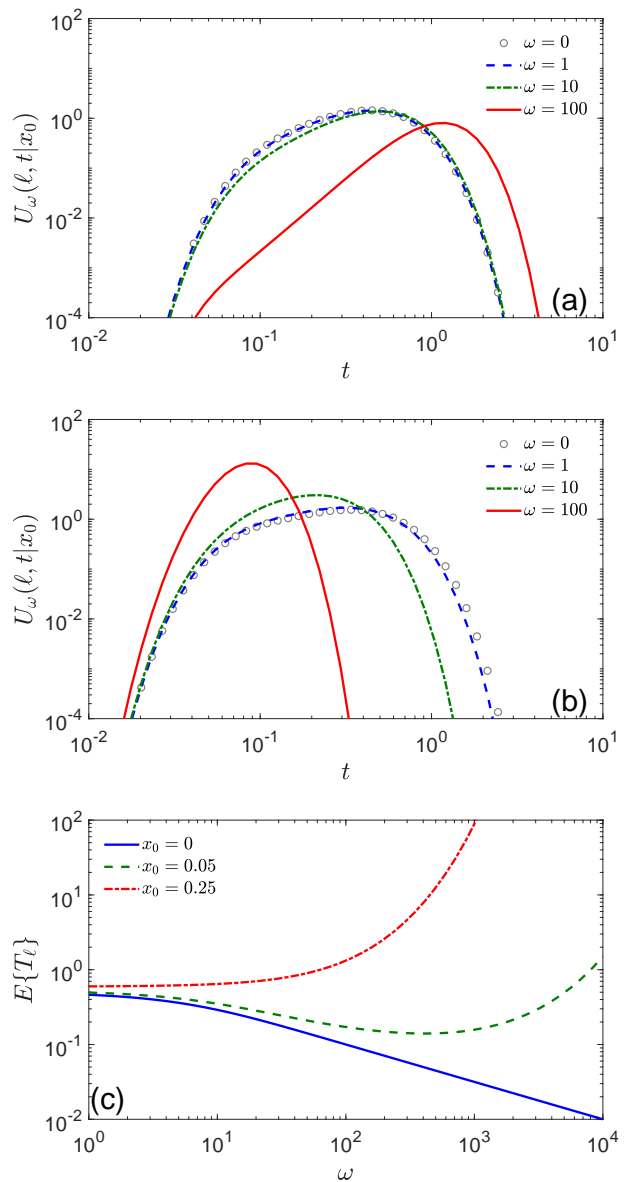 10^2
10^0
10^{-2}
10^{-4}
U_ω(ℓ, t|x_0)
ω = 0
ω = 1
ω = 10
ω = 100
(a)
10^{-2}
10^{-1}
10^0
10^1
t
10^2
10^0
10^{-2}
10^{-4}
U_ω(ℓ, t|x_0)
ω = 0
ω = 1
ω = 10
ω = 100
(b)
10^{-2}
10^{-1}
10^0
10^1
t
10^2
10^1
10^0
10^{-1}
10^{-2}
E{T_ℓ}
x_0 = 0
x_0 = 0.05
x_0 = 0.25
(c)
10^0
10^1
10^2
10^3
10^4
ω